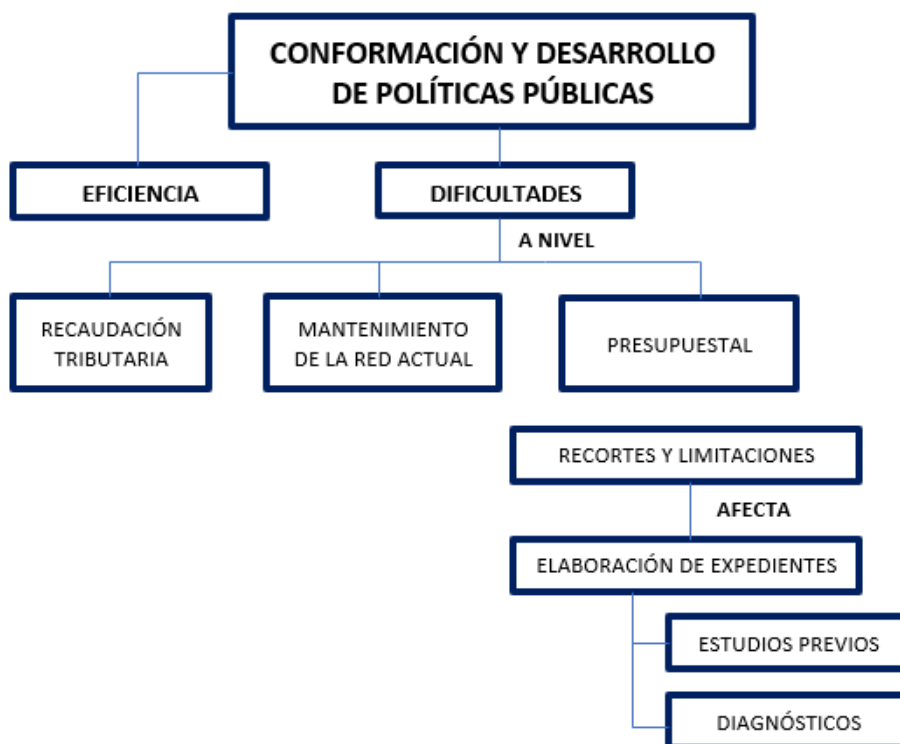 CONFORMACIÓN Y DESARROLLO
DE POLÍTICAS PÚBLICAS
EFICIENCIA
DIFICULTADES
A NIVEL
RECAUDACIÓN
TRIBUTARIA
MANTENIMIENTO
DE LA RED ACTUAL
PRESUPUESTAL
RECORTES Y LIMITACIONES
AFECTA
ELABORACIÓN DE EXPEDIENTES
ESTUDIOS PREVIOS
DIAGNÓSTICOS